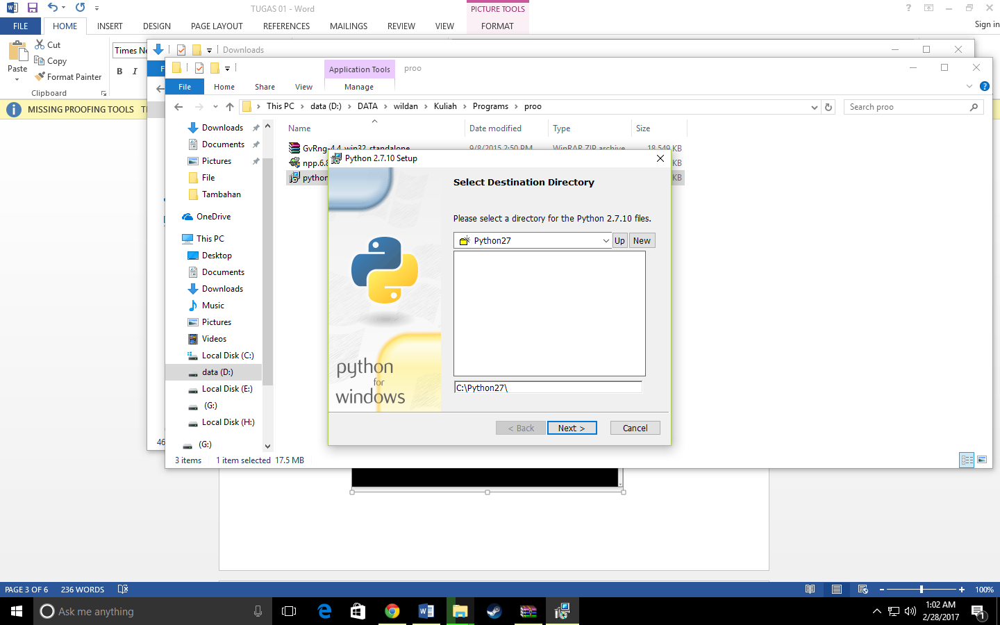 TUGAS 01 - Word
PICTURE TOOLS
FILE
HOME
INSERT
DESIGN
PAGE LAYOUT
REFERENCES
MAILINGS
REVIEW
VIEW
FORMAT
Sign in
Paste
Cut
Copy
Format Painter
Clipboard
Times Ne
B I
MISSING PROOFING TOOLS
Downloads
Application Tools
proo
File
Home
Share
View
Manage
This PC > data (D:) > DATA > wildan > Kuliah > Programs > proo
Search proo
Downloads
Documents
Pictures
File
Tambahan
OneDrive
This PC
Desktop
Documents
Downloads
Music
Pictures
Videos
Local Disk (C:)
data (D:)
Local Disk (E:)
(G:)
Local Disk (H:)
(G:)
Name
Date modified
Type
Size
GvRng-4.4_win32_standalone
9/8/2015 2:50 PM
WinRAR ZIP archive
18,549 KB
npp.6.8
KB
python
KB
Python 2.7.10 Setup
Select Destination Directory
Please select a directory for the Python 2.7.10 files.
Python27
Up
New
C:\Python27\
python
for
windows
< Back
Next >
Cancel
46
3 items
1 item selected 17.5 MB
PAGE 3 OF 6
236 WORDS
100%
Ask me anything
1:02 AM
2/28/2017
1